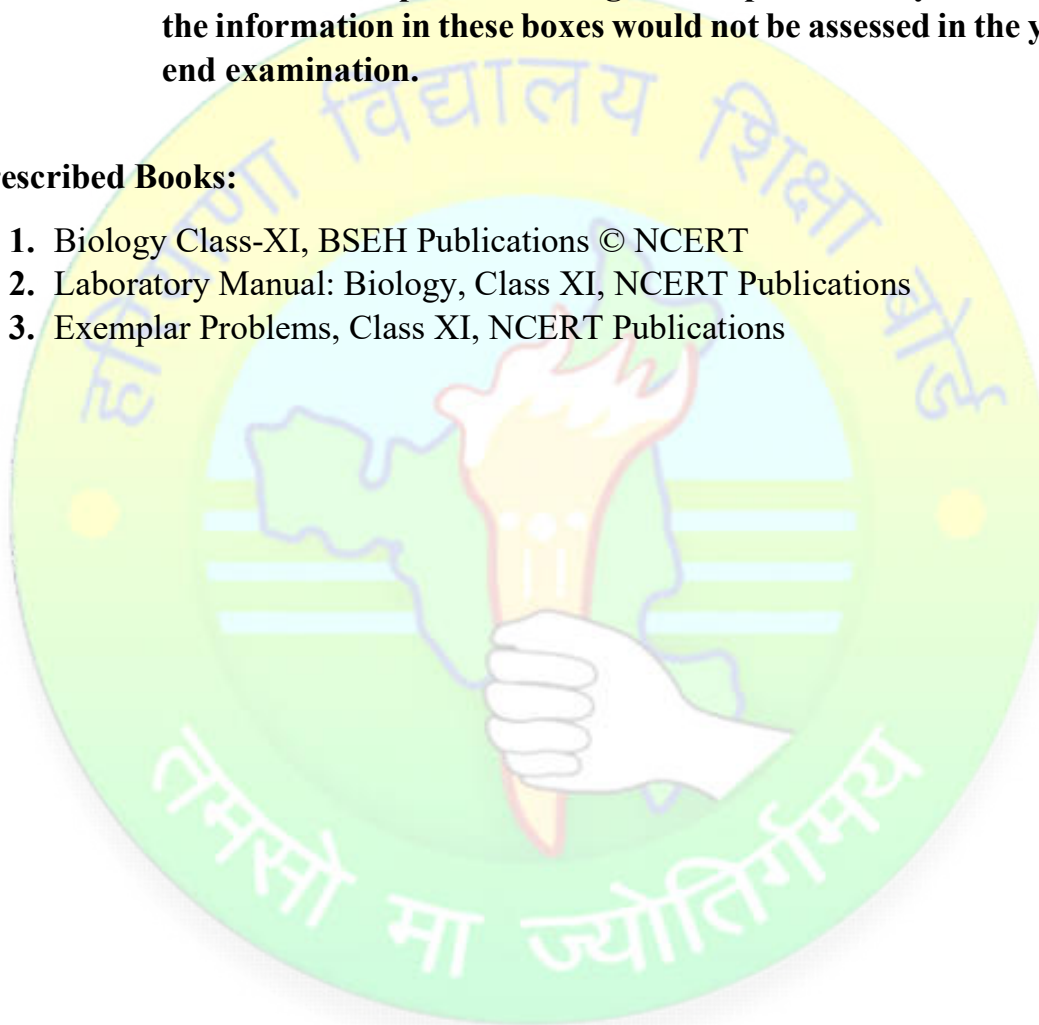 the information in these boxes would not be assessed in the y
end examination.
हरियाणा विद्यालय शिक्षा बोर्ड
rescribed Books:
1. Biology Class-XI, BSEH Publications © NCERT
2. Laboratory Manual: Biology, Class XI, NCERT Publications
3. Exemplar Problems, Class XI, NCERT Publications
तमसो मा ज्योतिर्गमय